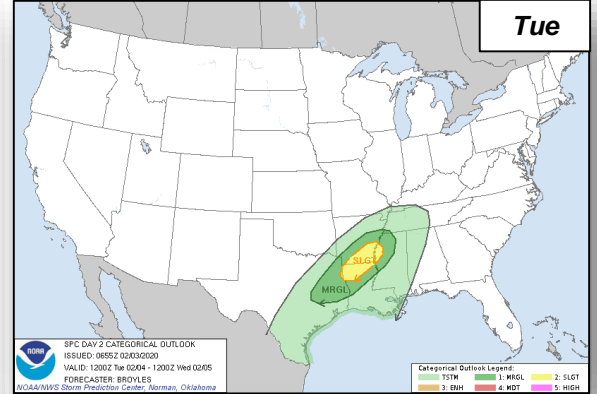 Tue
SLGT
MRGL
NOAA
SPC DAY 2 CATEGORICAL OUTLOOK
ISSUED: 0655Z 02/03/2020
VALID: 1200Z Tue 02/04 - 1200Z Wed 02/05
FORECASTER: BROYLES
NOAA/NWS Storm Prediction Center, Norman, Oklahoma
Categorical Outlook Legend:
TSTM 1: MRGL 2: SLGT
3: ENH 4: MDT 5: HIGH